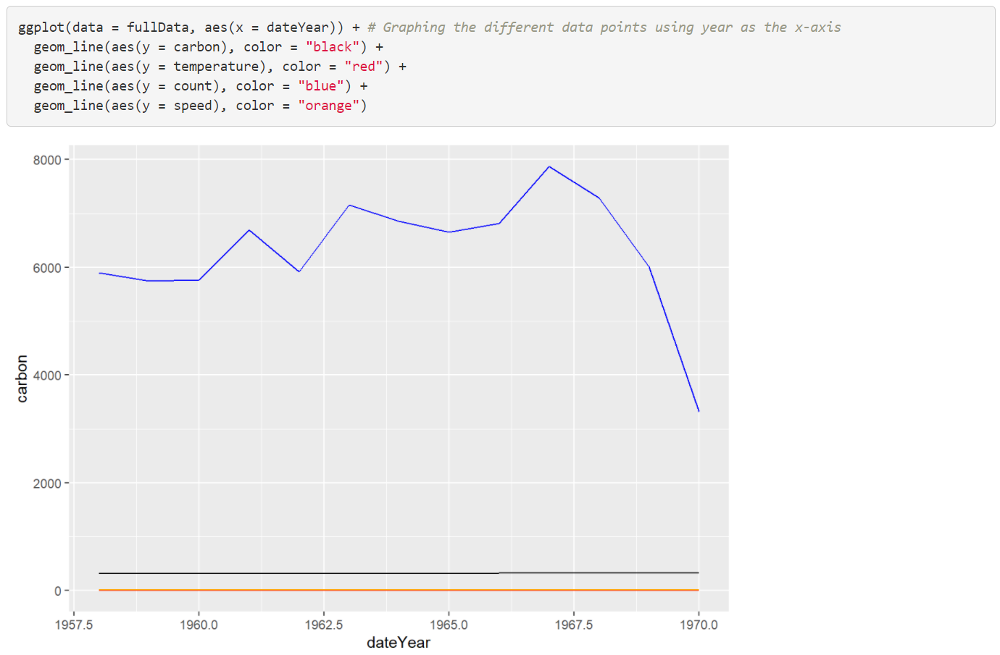 ggplot(data = fullData, aes(x = dateYear)) + # Graphing the different data points using year as the x-axis
  geom_line(aes(y = carbon), color = "black") +
  geom_line(aes(y = temperature), color = "red") +
  geom_line(aes(y = count), color = "blue") +
  geom_line(aes(y = speed), color = "orange")
8000
6000
4000
2000
0
carbon
1957.5 1960.0 1962.5 1965.0 1967.5 1970.0
dateYear